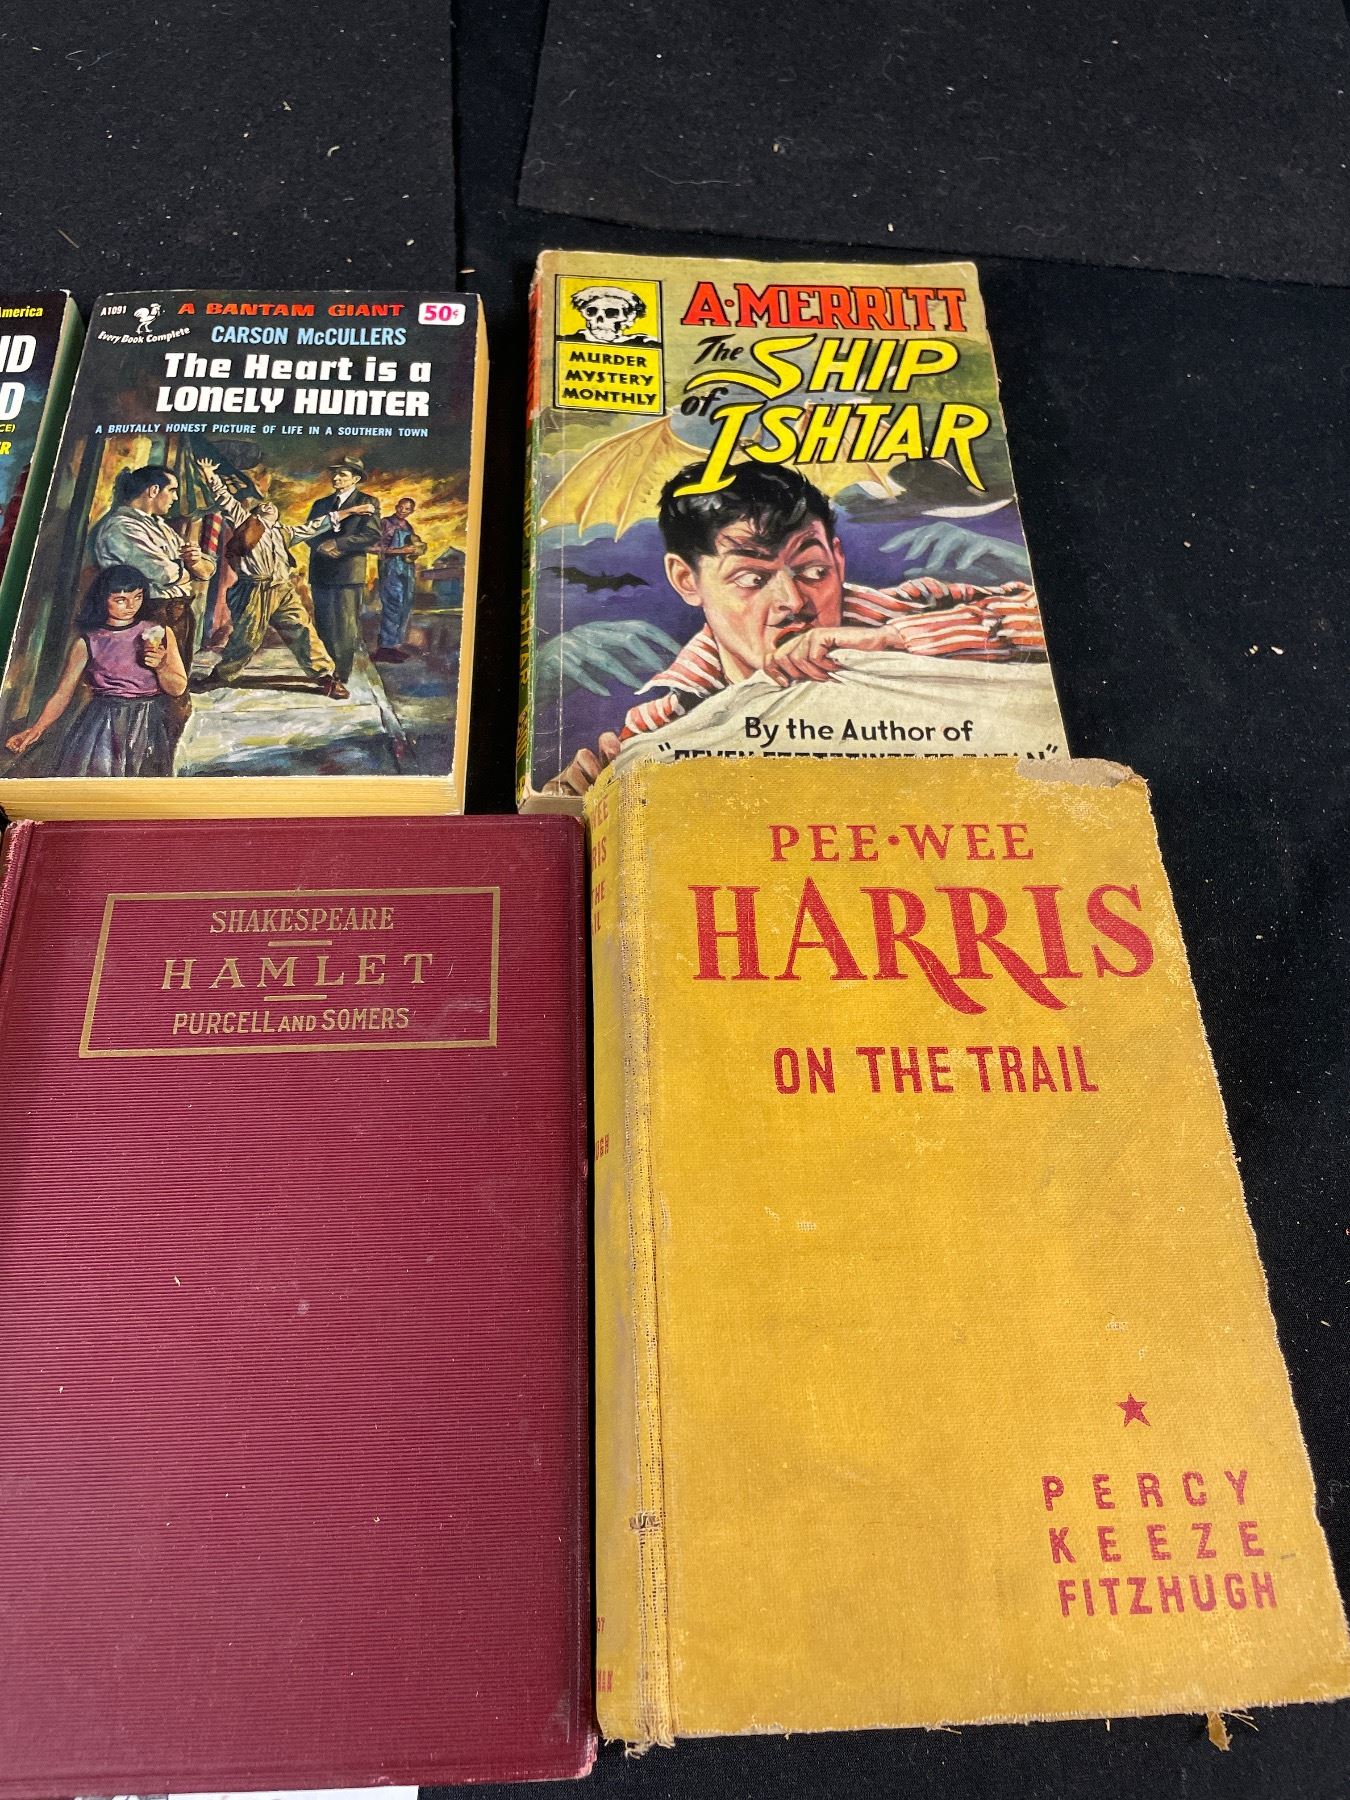 America
ND
D
CE)
ER
A1091
Every Book Complete
A BANTAM GIANT
50¢
CARSON McCULLERS
The Heart is a
LONELY HUNTER
A BRUTALLY HONEST PICTURE OF LIFE IN A SOUTHERN TOWN
MURDER
MYSTERY
MONTHLY
A·MERRITT
The SHIP
of ISHTAR
By the Author of
SHAKESPEARE
HAMLET
PURCELL AND SOMERS
PEE·WEE
HARRIS
ON THE TRAIL
PERCY
KEEZE
FITZHUGH